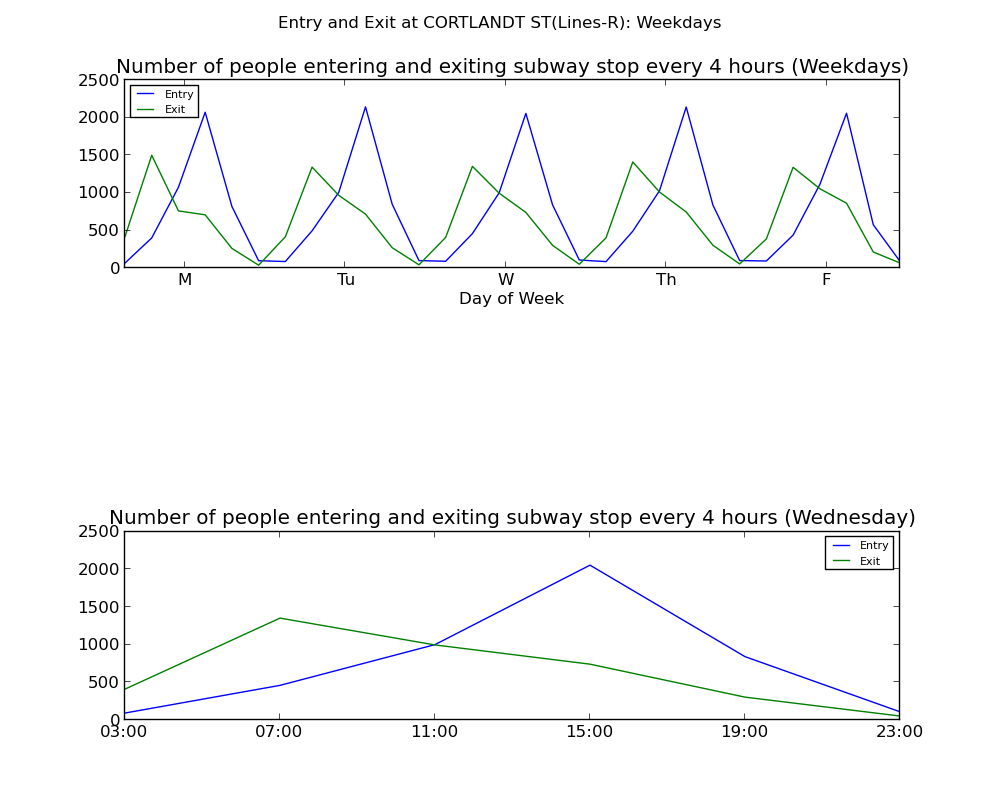 Entry and Exit at CORTLANDT ST(Lines-R): Weekdays
Number of people entering and exiting subway stop every 4 hours (Weekdays)
2500
2000
1500
1000
500
0
Entry
Exit
M Tu W Th F
Day of Week
Number of people entering and exiting subway stop every 4 hours (Wednesday)
2500
2000
1500
1000
500
0
Entry
Exit
03:00 07:00 11:00 15:00 19:00 23:00